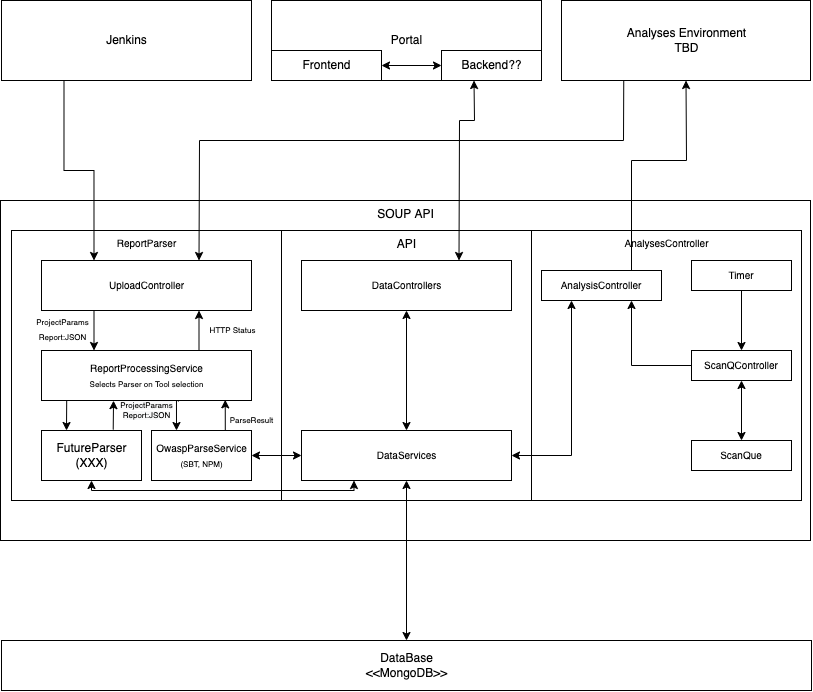 Jenkins
Portal
Frontend
Backend??
Analyses Environment
TBD
SOUP API
ReportParser
API
AnalysesController
UploadController
DataControllers
AnalysisController
Timer
ProjectParams
Report:JSON
HTTP Status
ReportProcessingService
Selects Parser on Tool selection
ScanQController
ProjectParams
Report:JSON
ParseResult
FutureParser
(XXX)
OwaspParseService
(SBT, NPM)
DataServices
ScanQue
DataBase
<<MongoDB>>